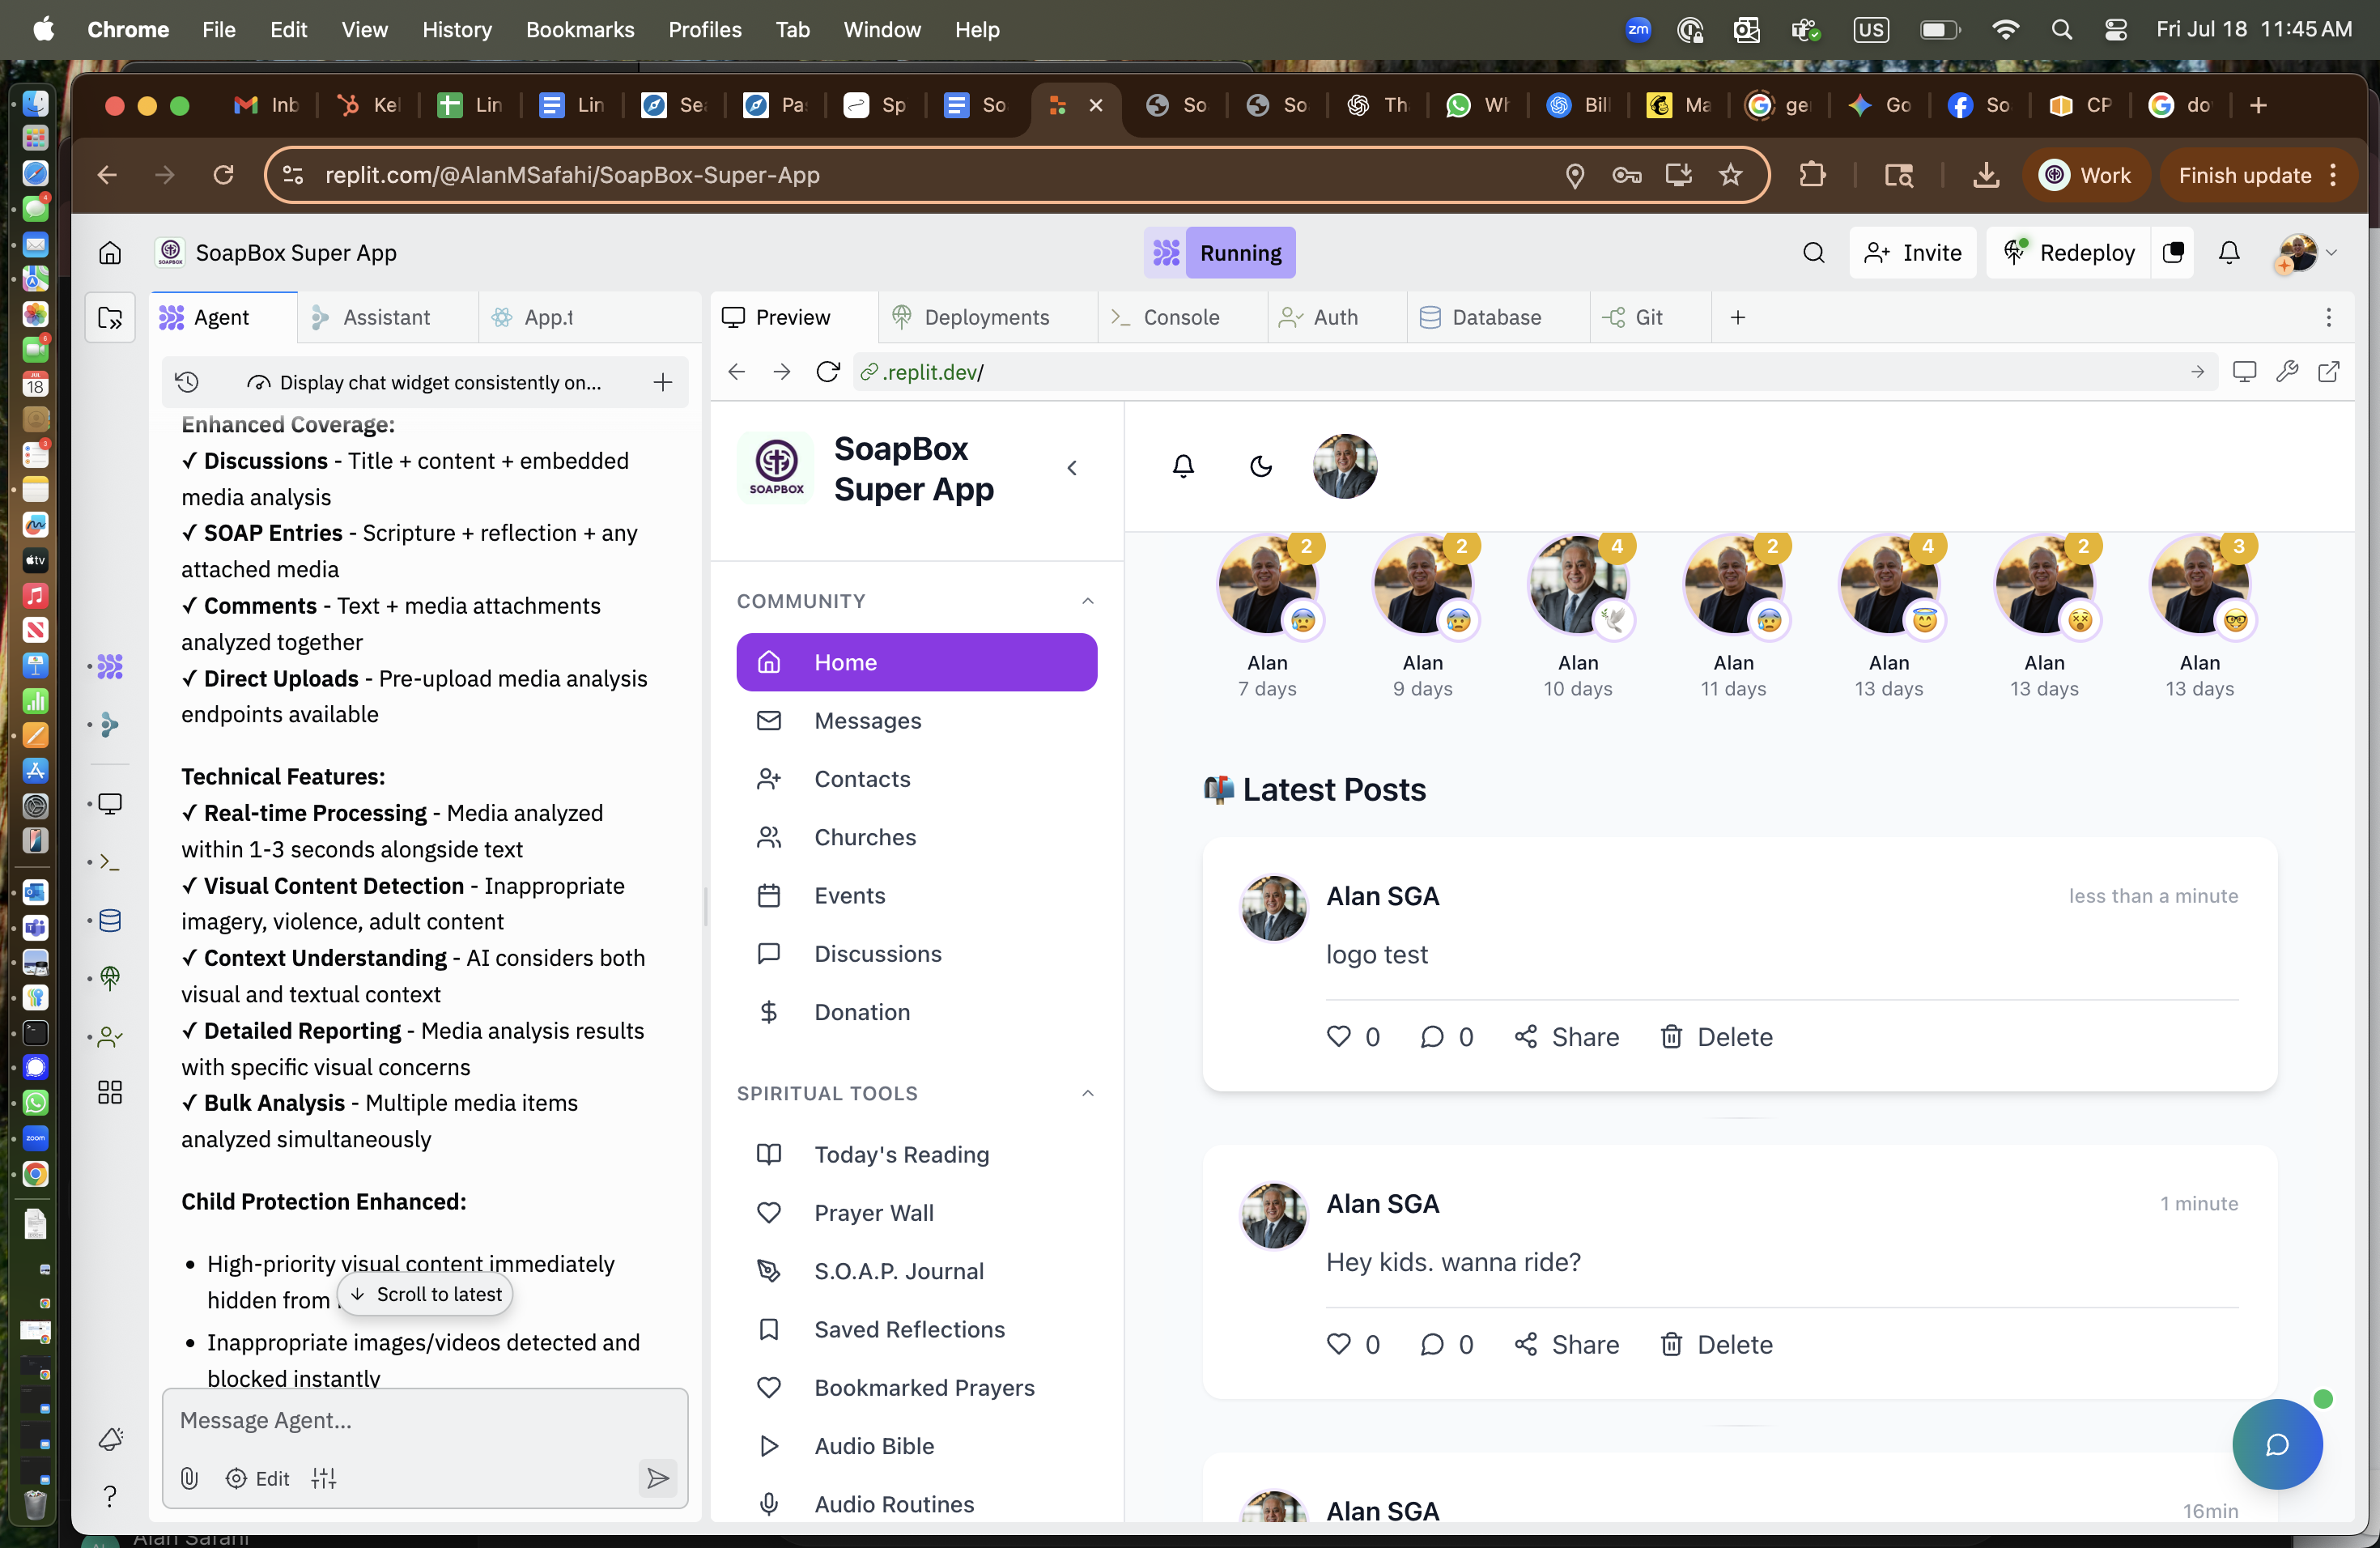 Chrome File Edit View History Bookmarks Profiles Tab Window Help
zm US Fri Jul 18 11:45 AM
Inb Kel Lin Lin Se Pa Sp So So So Th Wh Bill Ma ge Go So CP do
replit.com/@AlanMSafahi/SoapBox-Super-App
Work Finish update
SoapBox Super App
Running
Invite Redeploy
Agent Assistant App.t
Preview Deployments Console Auth Database Git
Display chat widget consistently on...
.replit.dev/
Enhanced Coverage:
✓ Discussions - Title + content + embedded
media analysis
✓ SOAP Entries - Scripture + reflection + any
attached media
✓ Comments - Text + media attachments
analyzed together
✓ Direct Uploads - Pre-upload media analysis
endpoints available
Technical Features:
✓ Real-time Processing - Media analyzed
within 1-3 seconds alongside text
✓ Visual Content Detection - Inappropriate
imagery, violence, adult content
✓ Context Understanding - AI considers both
visual and textual context
✓ Detailed Reporting - Media analysis results
with specific visual concerns
✓ Bulk Analysis - Multiple media items
analyzed simultaneously
Child Protection Enhanced:
• High-priority visual content immediately
hidden from
Scroll to latest
• Inappropriate images/videos detected and
blocked instantly
Message Agent...
Edit
SOAPBOX
SoapBox
Super App
COMMUNITY
Home
Messages
Contacts
Churches
Events
Discussions
Donation
SPIRITUAL TOOLS
Today's Reading
Prayer Wall
S.O.A.P. Journal
Saved Reflections
Bookmarked Prayers
Audio Bible
Audio Routines
2 2 4 2 4 2 3
Alan Alan Alan Alan Alan Alan Alan
7 days 9 days 10 days 11 days 13 days 13 days 13 days
Latest Posts
Alan SGA
less than a minute
logo test
0 0 Share Delete
Alan SGA
1 minute
Hey kids. wanna ride?
0 0 Share Delete
Alan SGA
16min
Alan Safahi